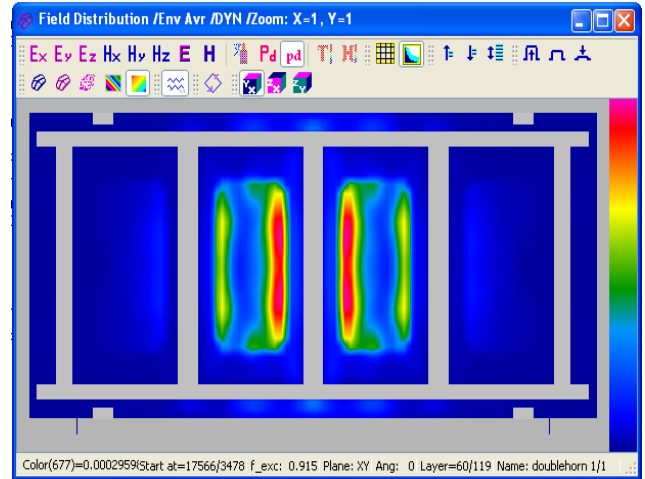 Field Distribution /Env Avr /DYN /Zoom: X=1, Y=1
Ex Ey Ez Hx Hy Hz E H Pd pd T H
Color(677)=0.0002959 Start at=17566/3478 f_exc: 0.915 Plane: XY Ang: 0 Layer=60/119 Name: doublehorn 1/1